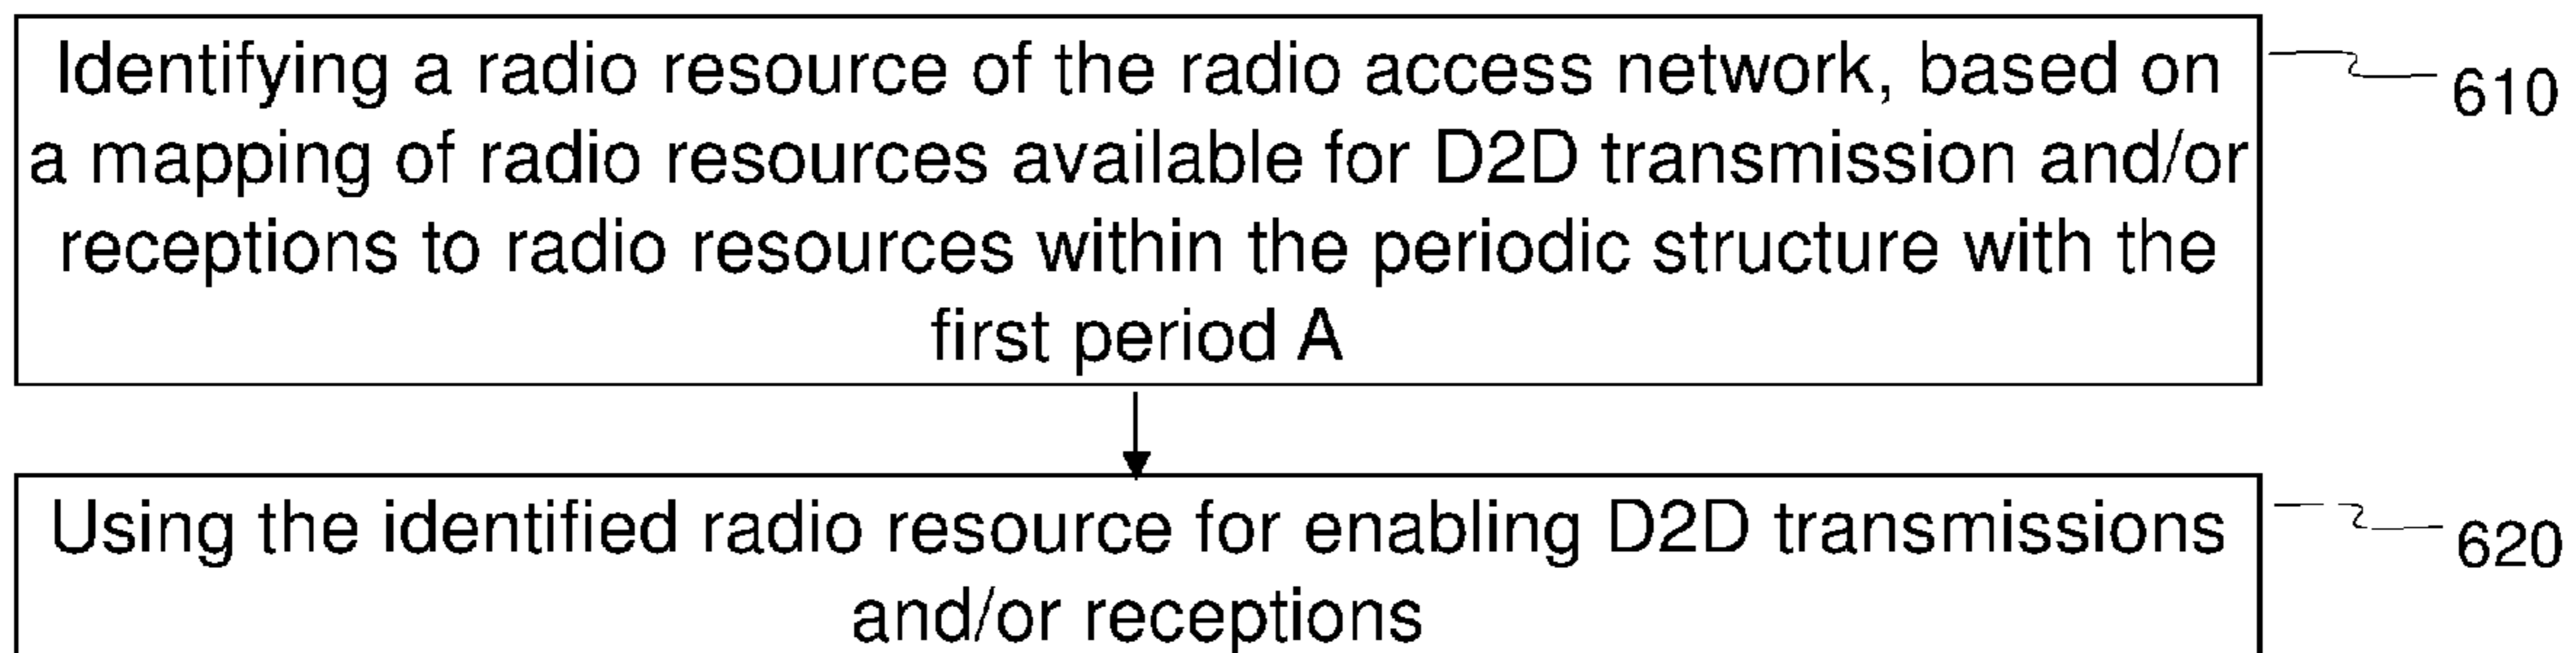 Identifying a radio resource of the radio access network, based on
610
a mapping of radio resources available for D2D transmission and/or
receptions to radio resources within the periodic structure with the
first period A
Using the identified radio resource for enabling D2D transmissions
620
and/or receptions